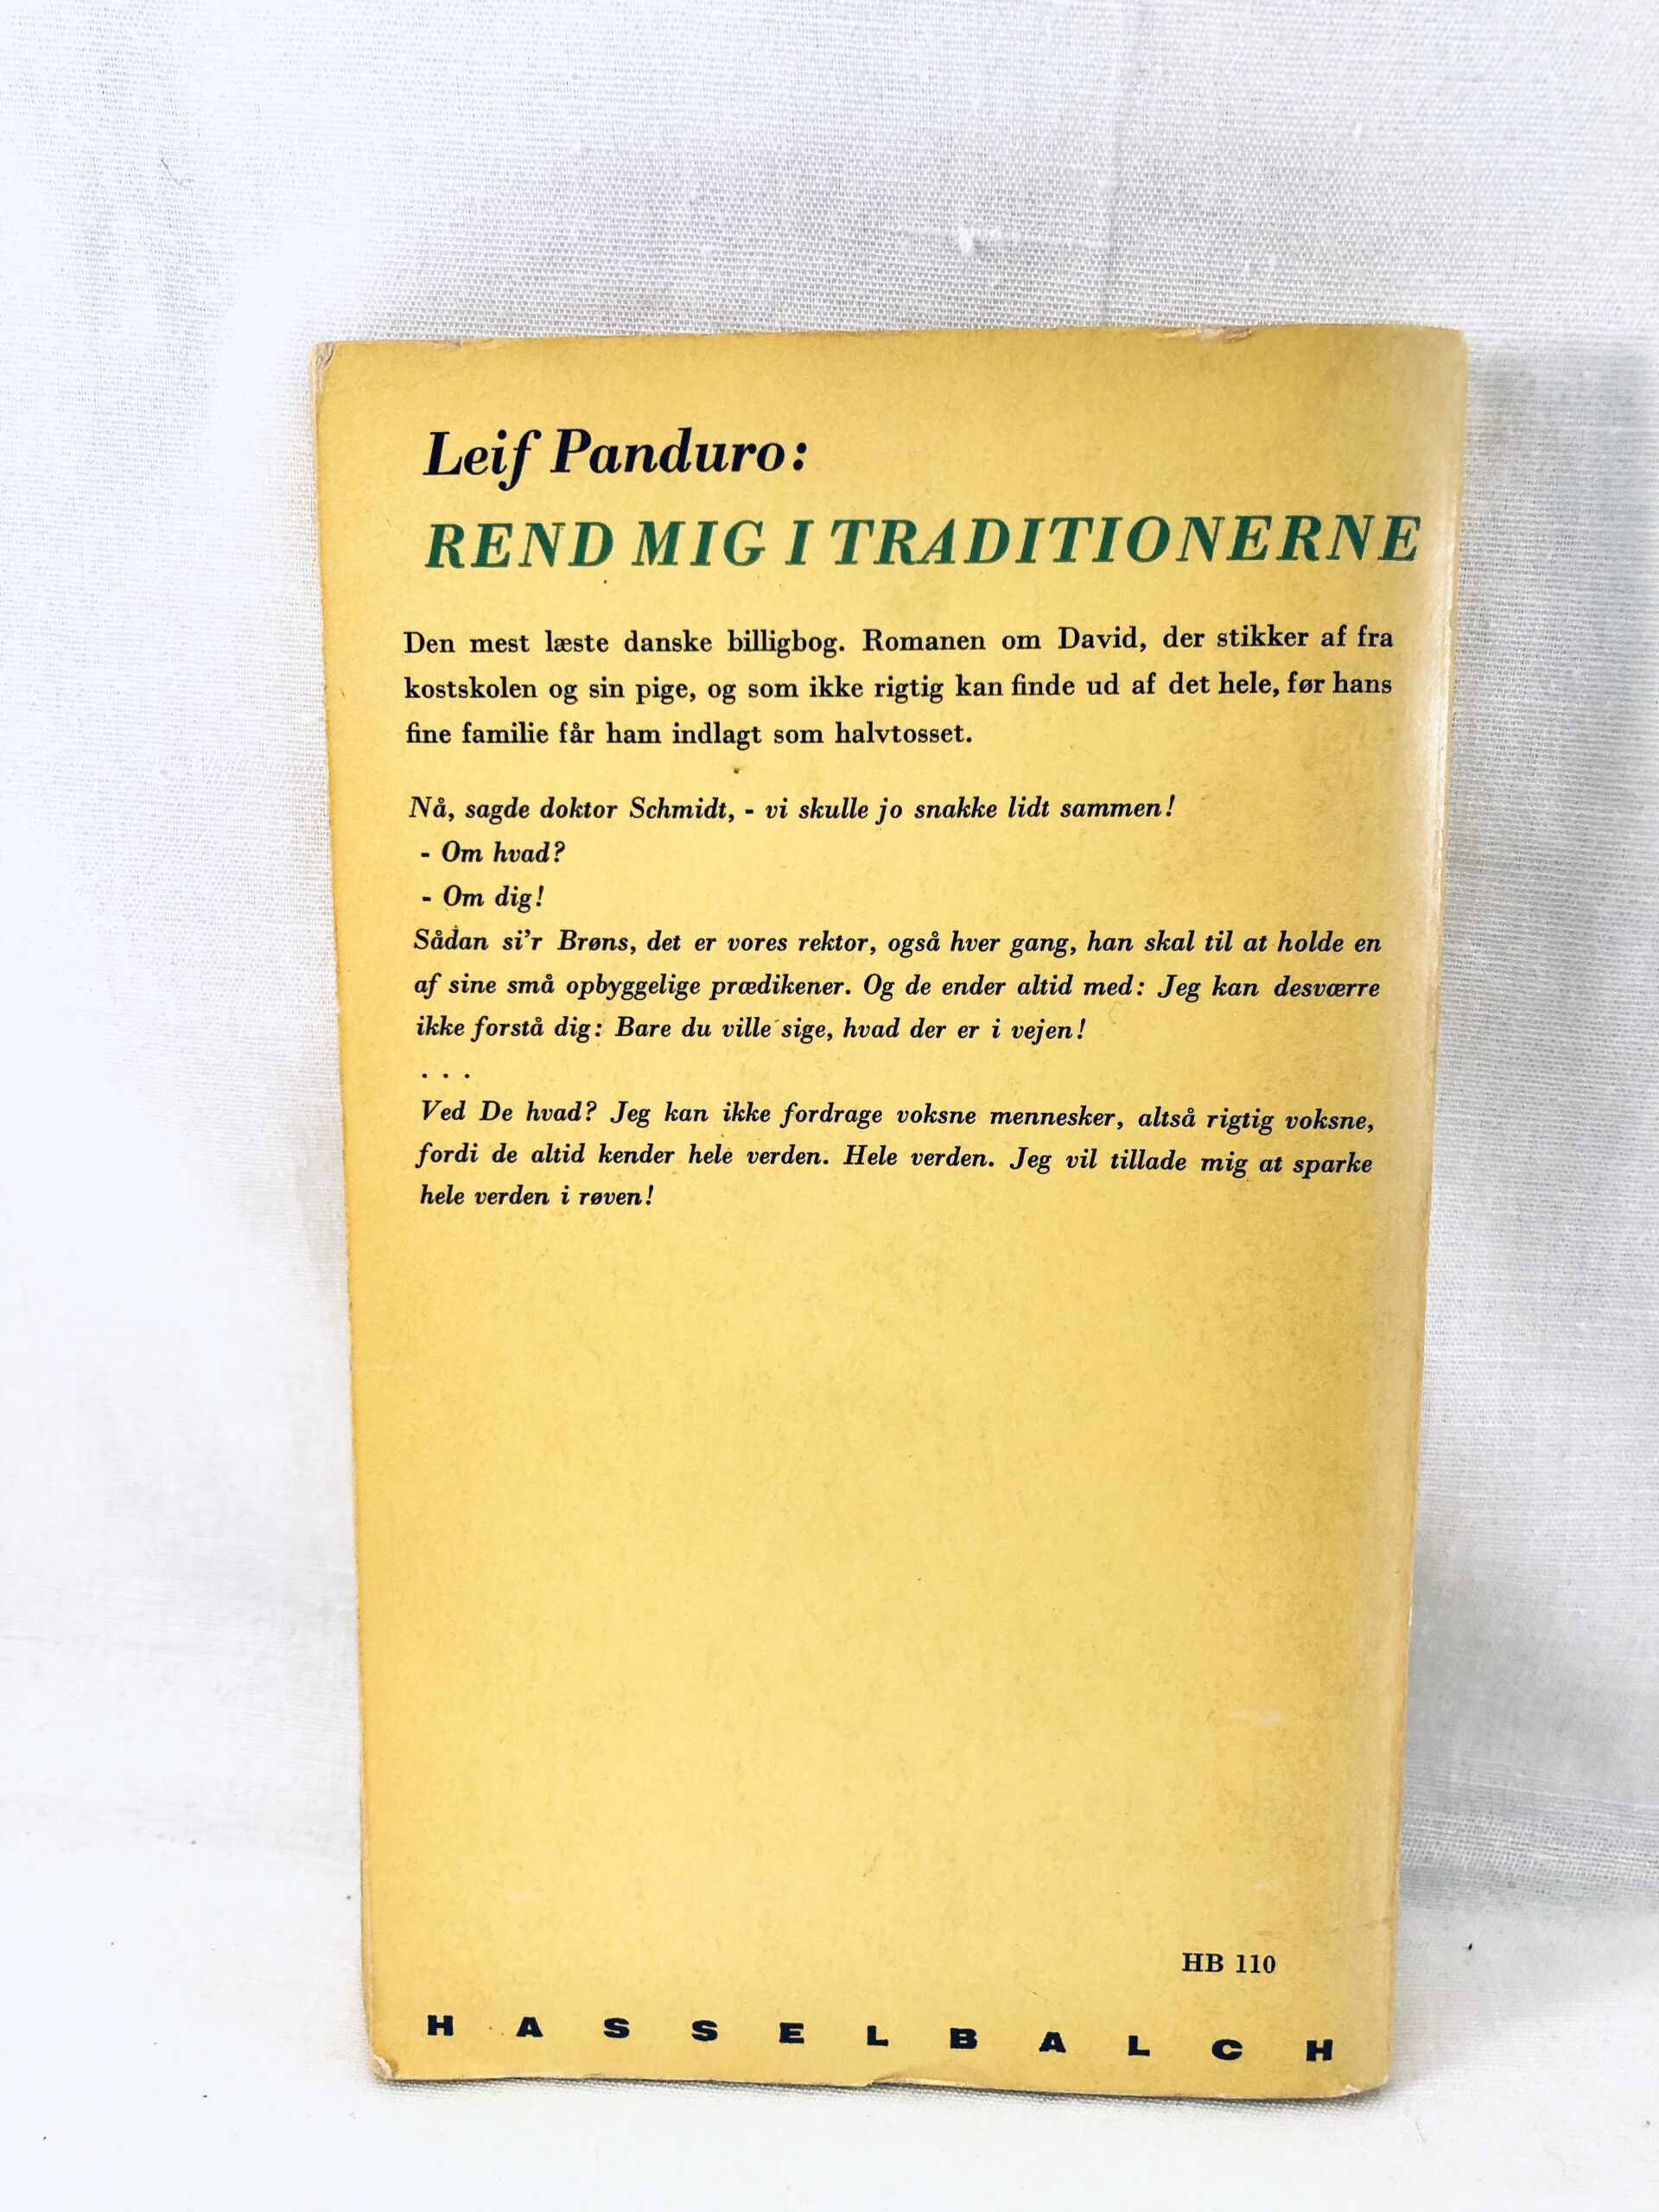 Leif Panduro:
REND MIG I TRADITIONERNE
Den mest læste danske billigbog. Romanen om David, der stikker af fra
kostskolen og sin pige, og som ikke rigtig kan finde ud af det hele, før hans
fine familie får ham indlagt som halvtosset.
Nå, sagde doktor Schmidt, - vi skulle jo snakke lidt sammen!
- Om hvad?
- Om dig!
Sådan si'r Brøns, det er vores rektor, også hver gang, han skal til at holde en
af sine små opbyggelige prædikener. Og de ender altid med: Jeg kan desværre
ikke forstå dig: Bare du ville sige, hvad der er i vejen!
. . .
Ved De hvad? Jeg kan ikke fordrage voksne mennesker, altså rigtig voksne,
fordi de altid kender hele verden. Hele verden. Jeg vil tillade mig at sparke
hele verden i røven!
HB 110
HASSELBALCH